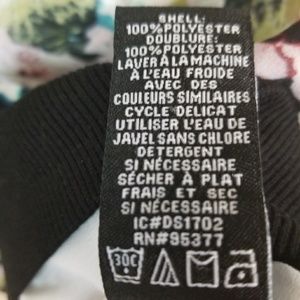 SHELL:
100%POLYESTER
DOUBLURE:
100%POLYESTER
LAVER À LA MACHINE
À L'EAU FROIDE
AVEC DES
COULEURS SIMILAIRES
CYCLE DELICAT
UTILISER L'EAU DE
JAVEL SANS CHLORE
DETERGENT
SI NÉCESSAIRE
SÉCHER À PLAT
FRAIS ET SEC
SI NÉCESSAIRE
IC#DS1702
RN#95377
30C